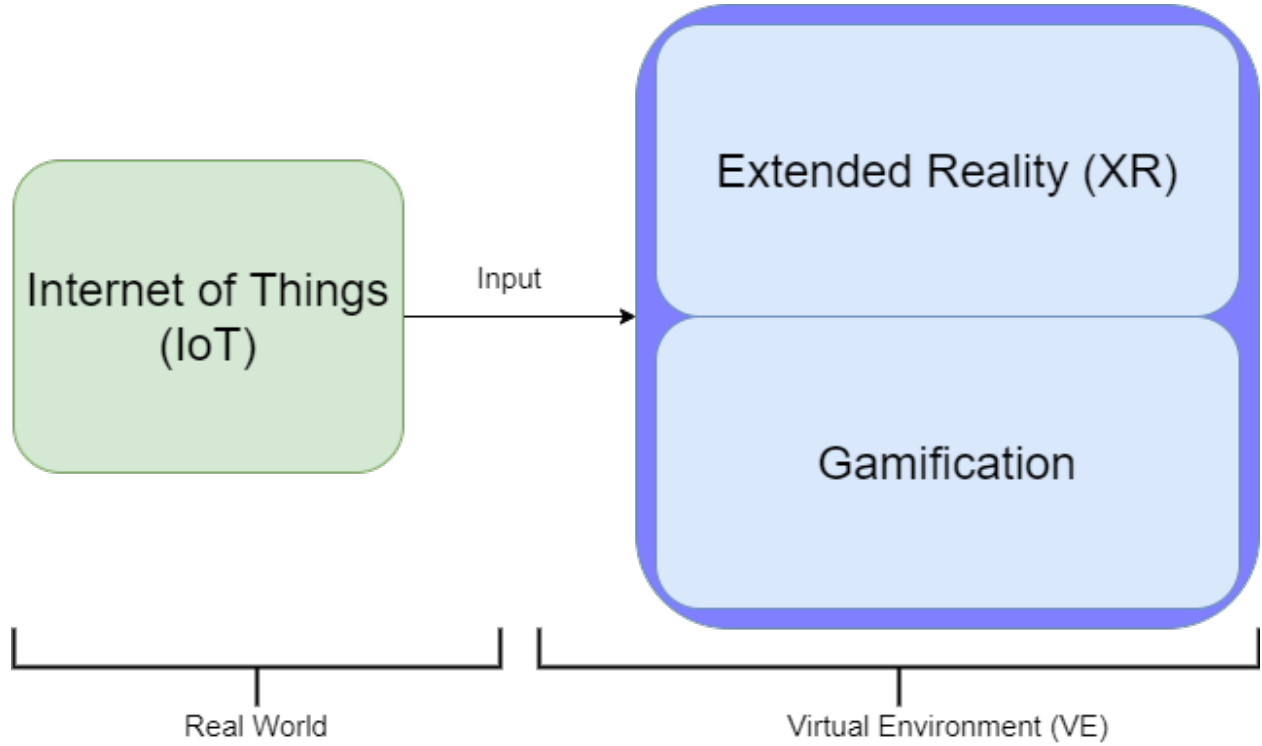 Extended Reality (XR)
Internet of Things
(IoT)
Input
Gamification
Real World
Virtual Environment (VE)